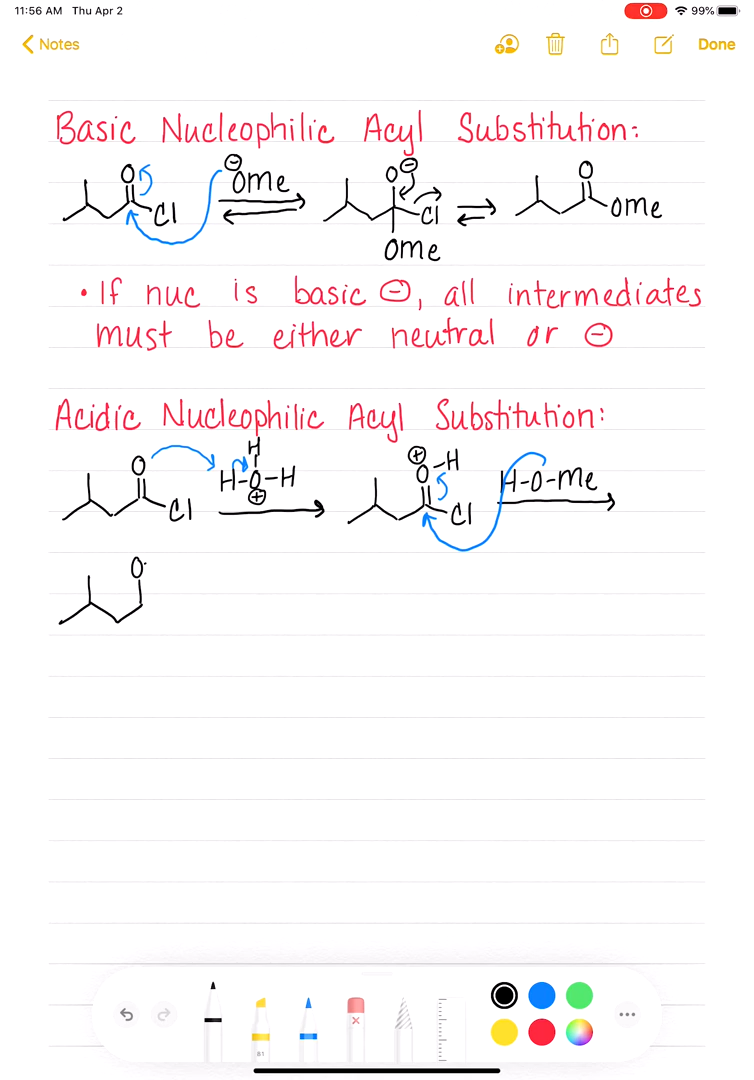 11:56 AM Thu Apr 2 99%
Notes Done
Basic Nucleophilic Acyl Substitution:
O Cl ⊖OMe O⊖ Cl OMe O OMe
• If nuc is basic ⊖, all intermediates
must be either neutral or ⊖
Acidic Nucleophilic Acyl Substitution:
O Cl H-O-H H ⊕ ⊕ O-H Cl H-O-Me
O
81